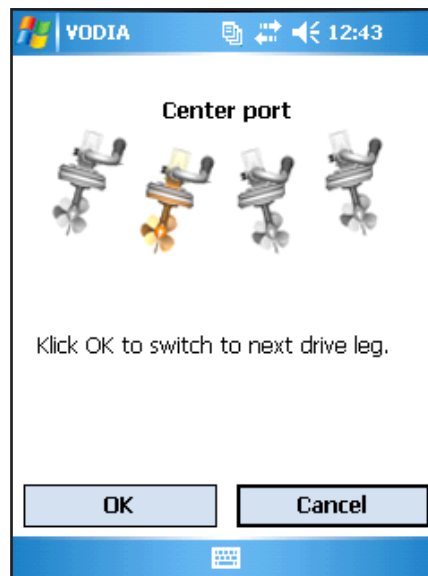 VODIA 12:43
Center port
Klick OK to switch to next drive leg.
OK Cancel